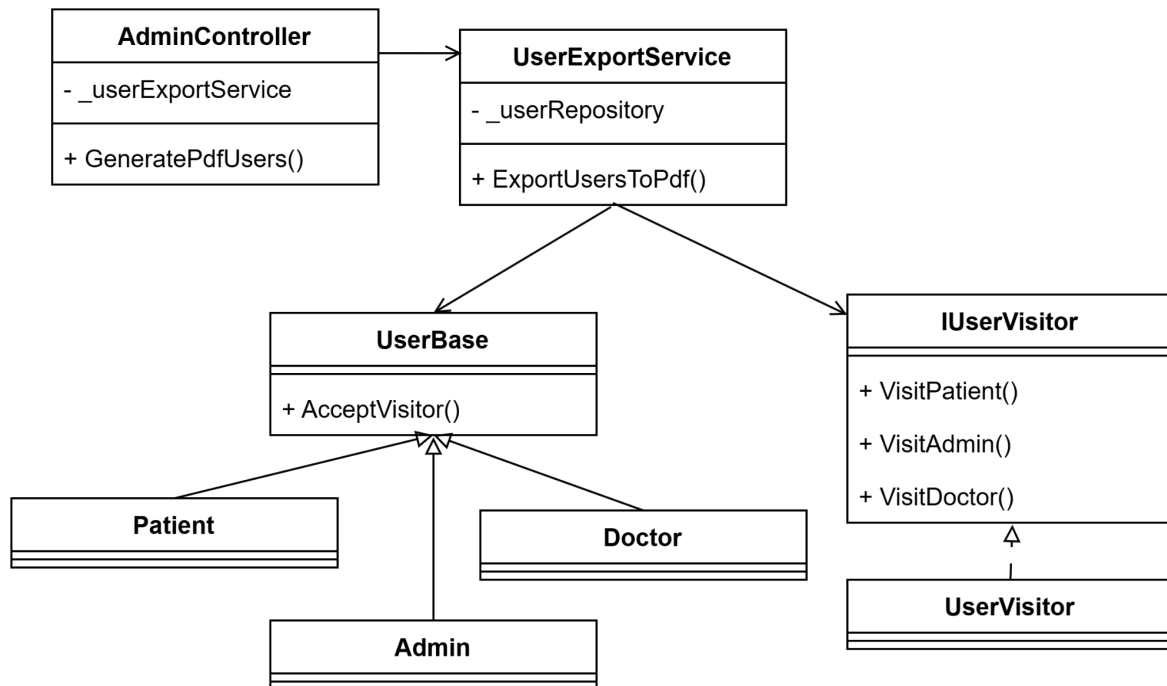 AdminController
- _userExportService
+ GeneratePdfUsers()
UserExportService
- _userRepository
+ ExportUsersToPdf()
UserBase
+ AcceptVisitor()
IUserVisitor
+ VisitPatient()
+ VisitAdmin()
+ VisitDoctor()
Patient
Doctor
Admin
UserVisitor